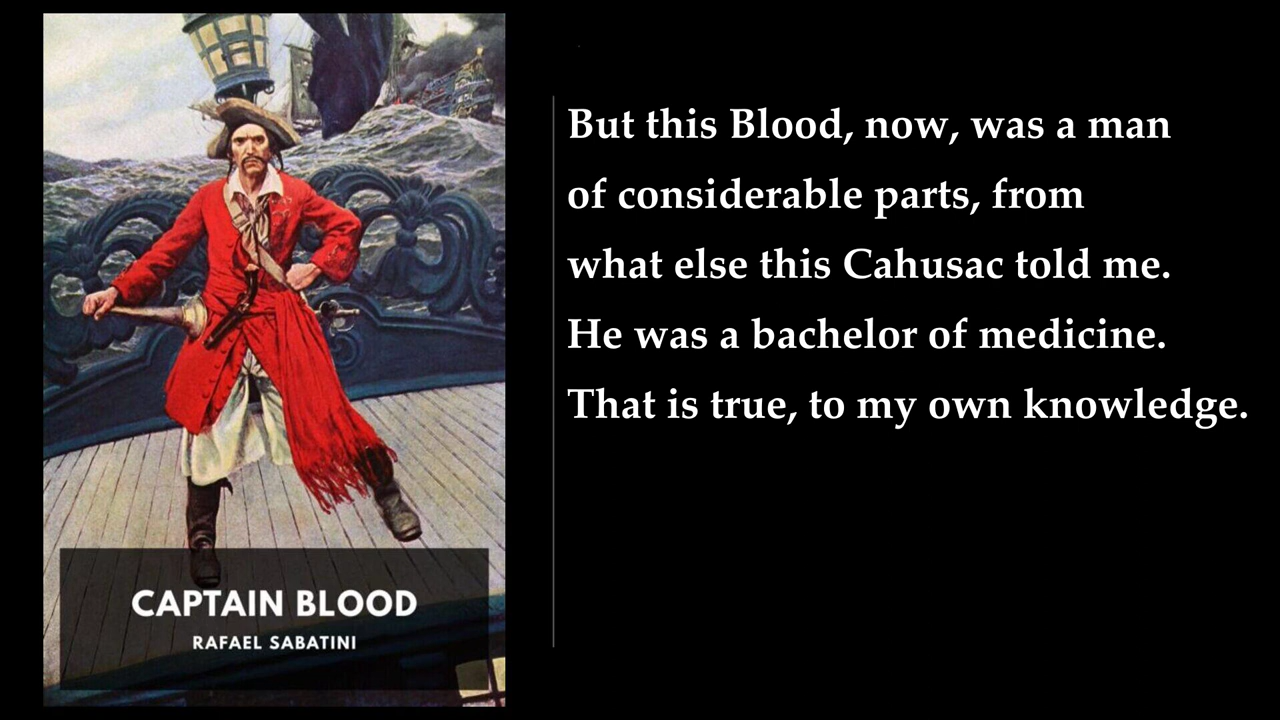 CAPTAIN BLOOD
RAFAEL SABATINI
But this Blood, now, was a man
of considerable parts, from
what else this Cahusac told me.
He was a bachelor of medicine.
That is true, to my own knowledge.